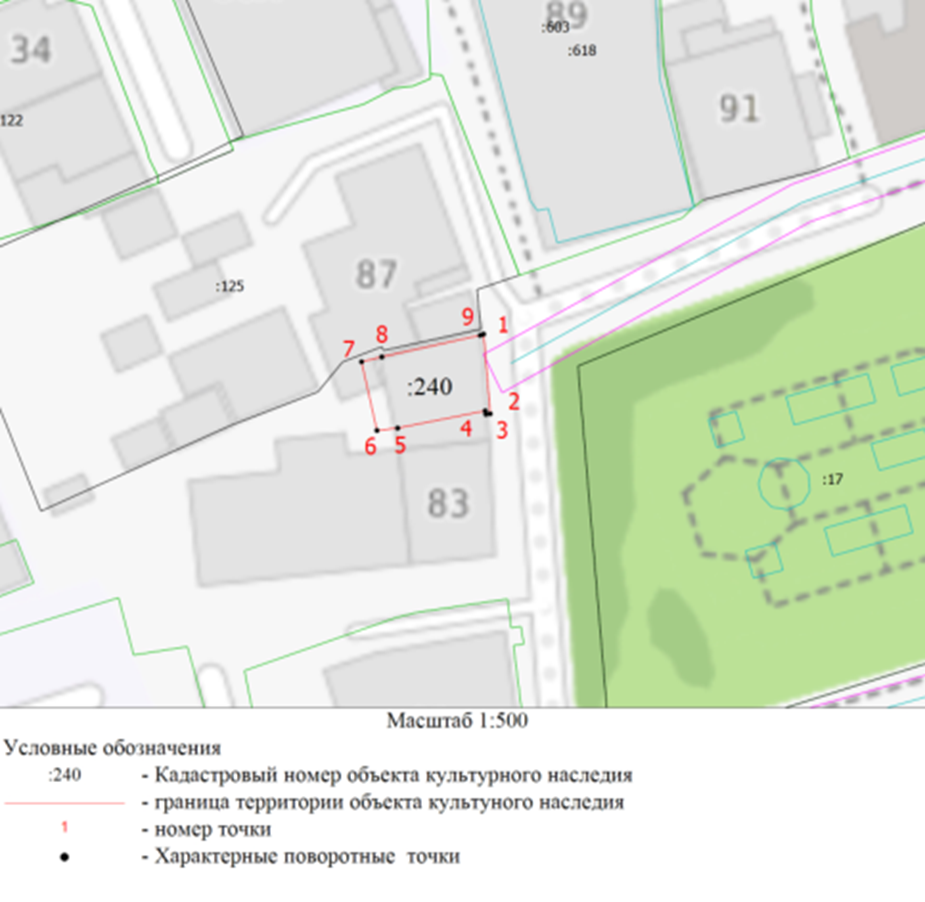 89
:603
:618
34
91
122
87
:125
9 1
8
7
:240
2
4 3
6 5
83
:17
Масштаб 1:500
Условные обозначения
:240 - Кадастровый номер объекта культурного наследия
- граница территории объекта культуного наследия
1 - номер точки
- Характерные поворотные точки